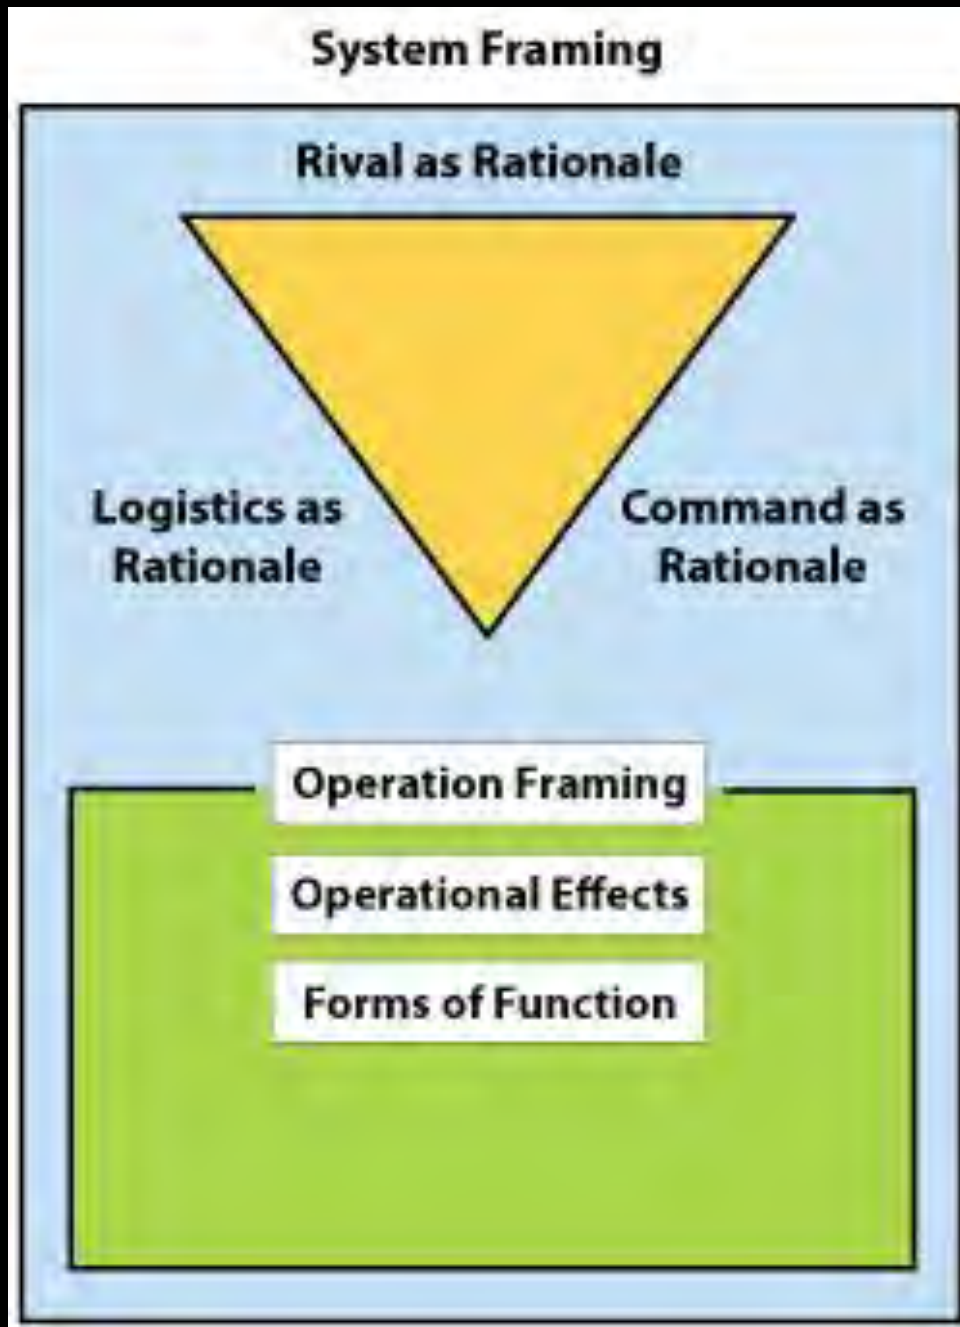 System Framing
Rival as Rationale
Logistics as
Rationale
Command as
Rationale
Operation Framing
Operational Effects
Forms of Function